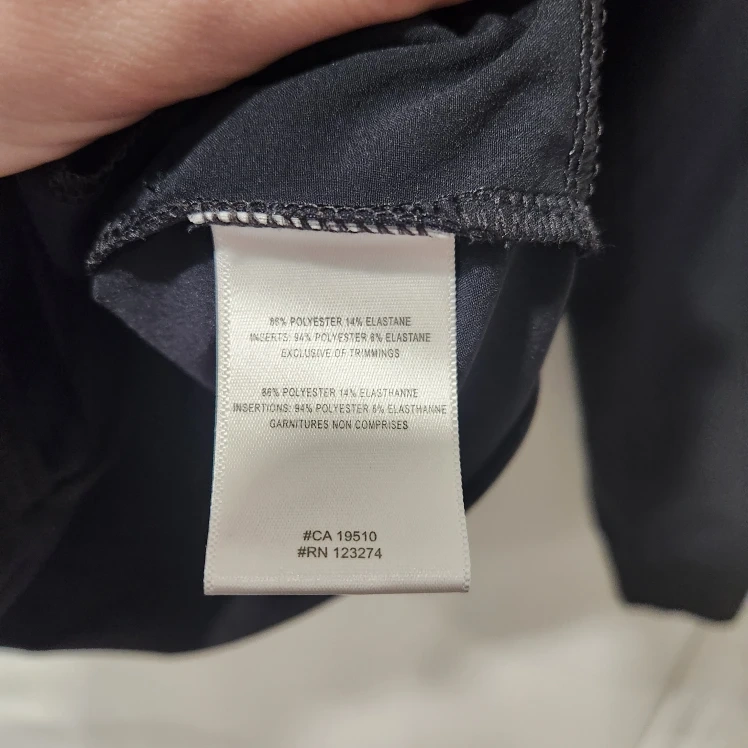 86% POLYESTER 14% ELASTANE
INSERTS: 94% POLYESTER 6% ELASTANE
EXCLUSIVE OF TRIMMINGS
86% POLYESTER 14% ELASTHANNE
INSERTIONS: 94% POLYESTER 6% ELASTHANNE
GARNITURES NON COMPRISES
#CA 19510
#RN 123274